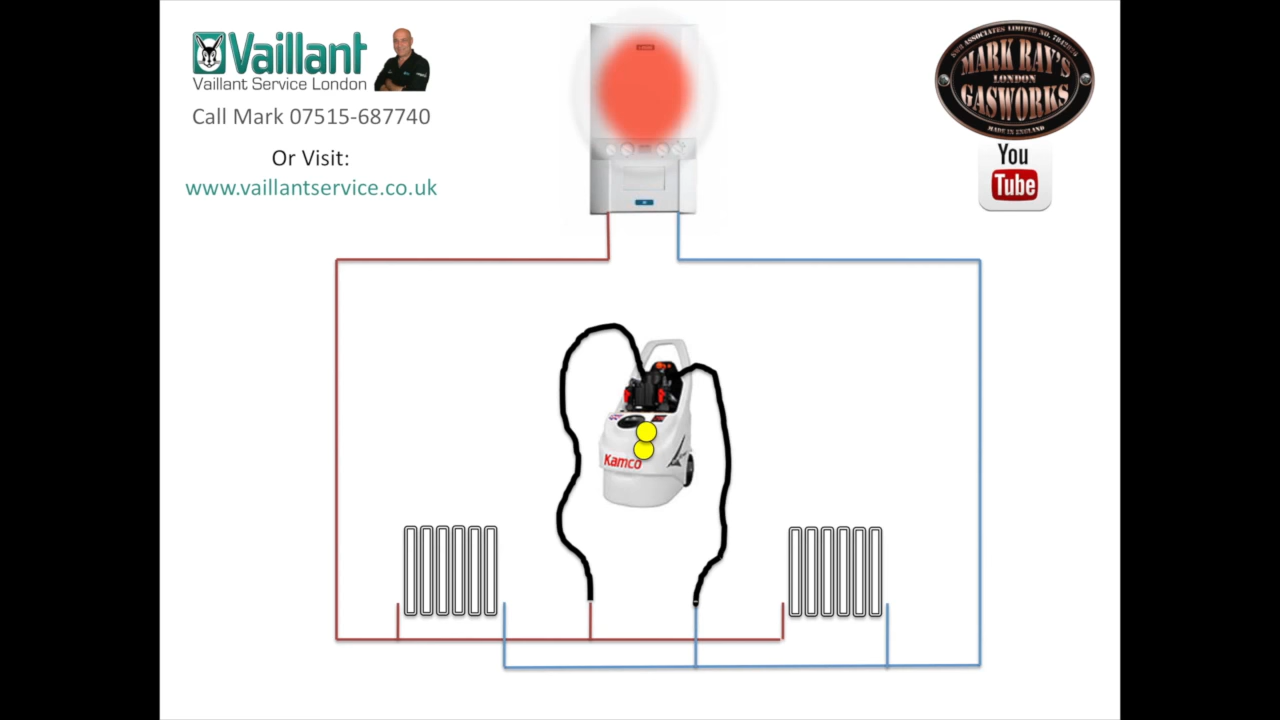 Vaillant
Vaillant Service London
Call Mark 07515-687740
Or Visit:
www.vaillantservice.co.uk
MARK RAY'S
LONDON
GASWORKS
MADE IN ENGLAND
You
Tube
Kamco